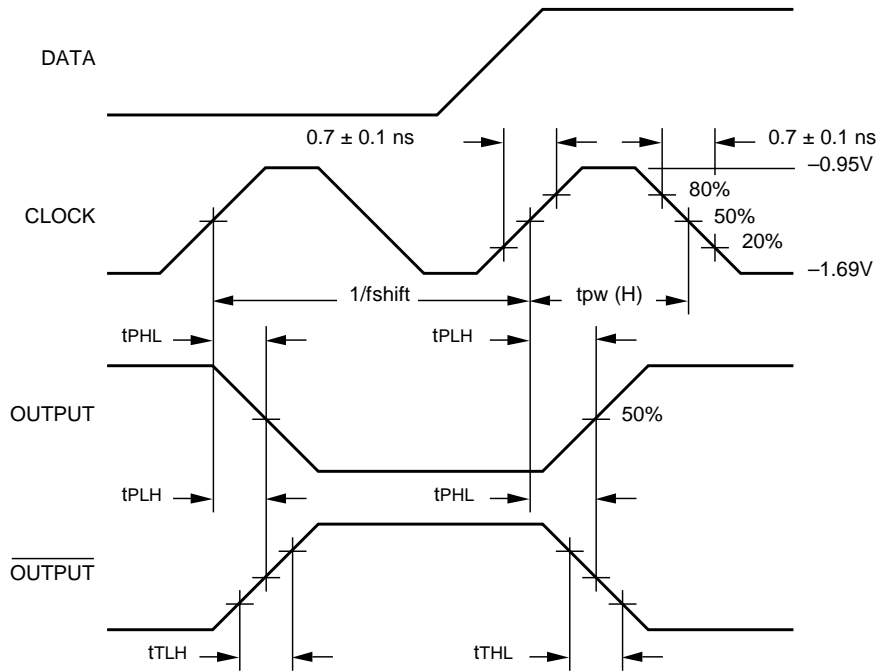 DATA
0.7 ± 0.1 ns
0.7 ± 0.1 ns
–0.95V
80%
CLOCK
50%
20%
–1.69V
1/fshift
tpw (H)
tPHL
tPLH
OUTPUT
50%
tPLH
tPHL
OUTPUT
tTLH
tTHL